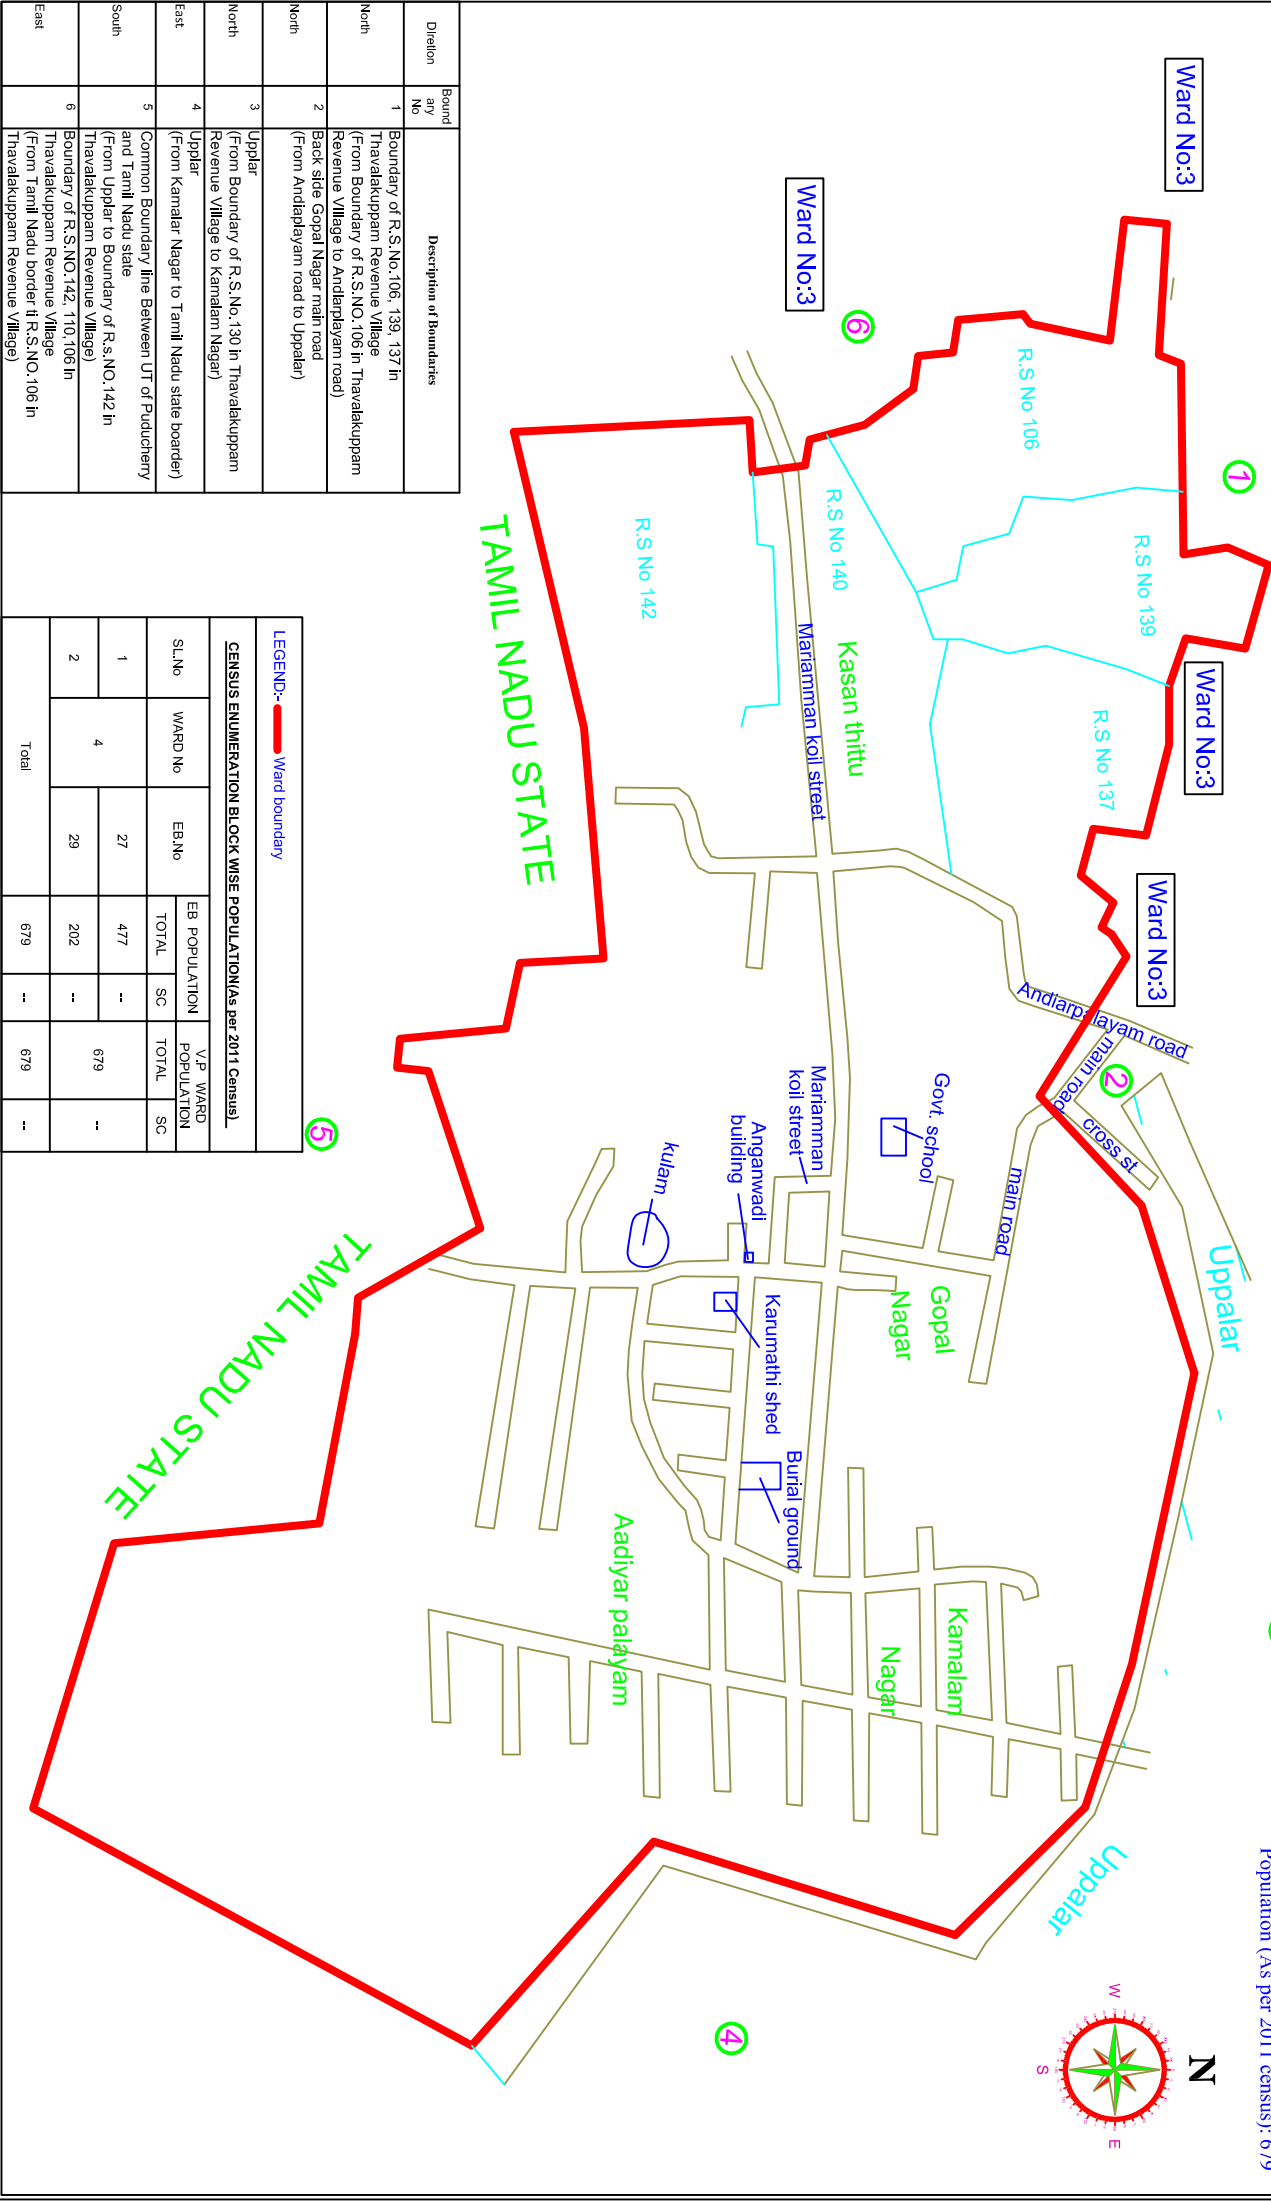 Population (As per 2011 census): 679
N
W
E
S
Ward No:3
Ward No:3
Ward No:3
Ward No:3
1
2
4
5
6
R.S No 106
R.S No 139
R.S No 137
R.S No 140
R.S No 142
Kasan thittu
Mariamman koil street
Andiarpalayam road
main road
cross st
main road
Uppalar
Uppalar
Govt. school
Mariamman
koil street
Anganwadi
building
kulam
Gopal
Nagar
Karumathi shed
Burial ground
Kamalam
Nagar
Aadiyar palayam
TAMIL NADU STATE
TAMIL NADU STATE
Diretion
Bound
ary
No
Description of Boundaries
North
1
Boundary of R.S.No.106, 139, 137 in
Thavalakuppam Revenue Village
(From Boundary of R.S.NO.106 in Thavalakuppam
Revenue Village to Andiarplayam road)
North
2
Back side Gopal Nagar main road
(From Andiaplayam road to Uppalar)
North
3
Upplar
(From Boundary of R.S.No.130 in Thavalakuppam
Revenue Village to Kamalam Nagar)
East
4
Upplar
(From Kamalar Nagar to Tamil Nadu state boarder)
South
5
Common Boundary line Between UT of Puducherry
and Tamil Nadu state
(From Upplar to Boundary of R.s.NO.142 in
Thavalakuppam Revenue Village)
East
6
Boundary of R.S.NO.142, 110,106 in
Thavalakuppam Revenue Village
(From Tamil Nadu border ti R.S.NO.106 in
Thavalakuppam Revenue Village)
LEGEND:- Ward boundary
CENSUS ENUMERATION BLOCK WISE POPULATION(As per 2011 Census)
SL.No WARD No EB.No EB POPULATION V.P WARD
POPULATION
TOTAL SC TOTAL SC
1 4 27 477 -- 679 --
2 29 202 --
Total 679 -- 679 --